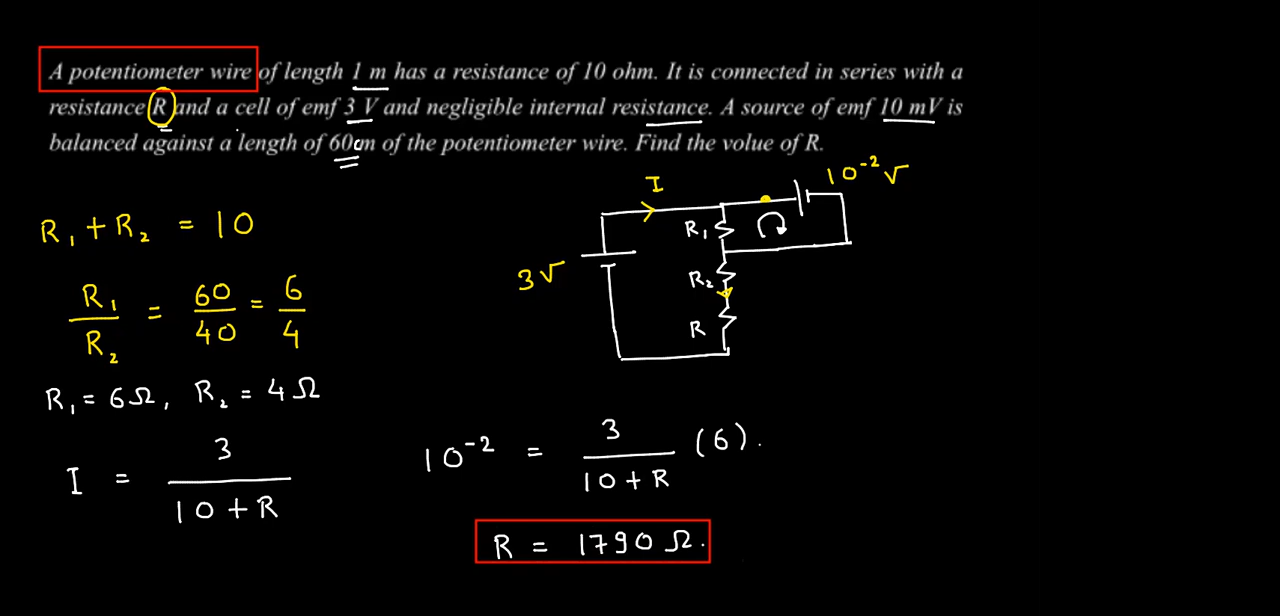 A potentiometer wire of length 1 m has a resistance of 10 ohm. It is connected in series with a
resistance R and a cell of emf 3 V and negligible internal resistance. A source of emf 10 mV is
balanced against a length of 60cm of the potentiometer wire. Find the volue of R.
10⁻² V
I
R₁ + R₂ = 10
R₁
3 V
R₂
R₁/R₂ = 60/40 = 6/4
R
R₁ = 6Ω, R₂ = 4Ω
10⁻² = 3/(10 + R) (6).
I = 3/(10 + R)
R = 1790 Ω.